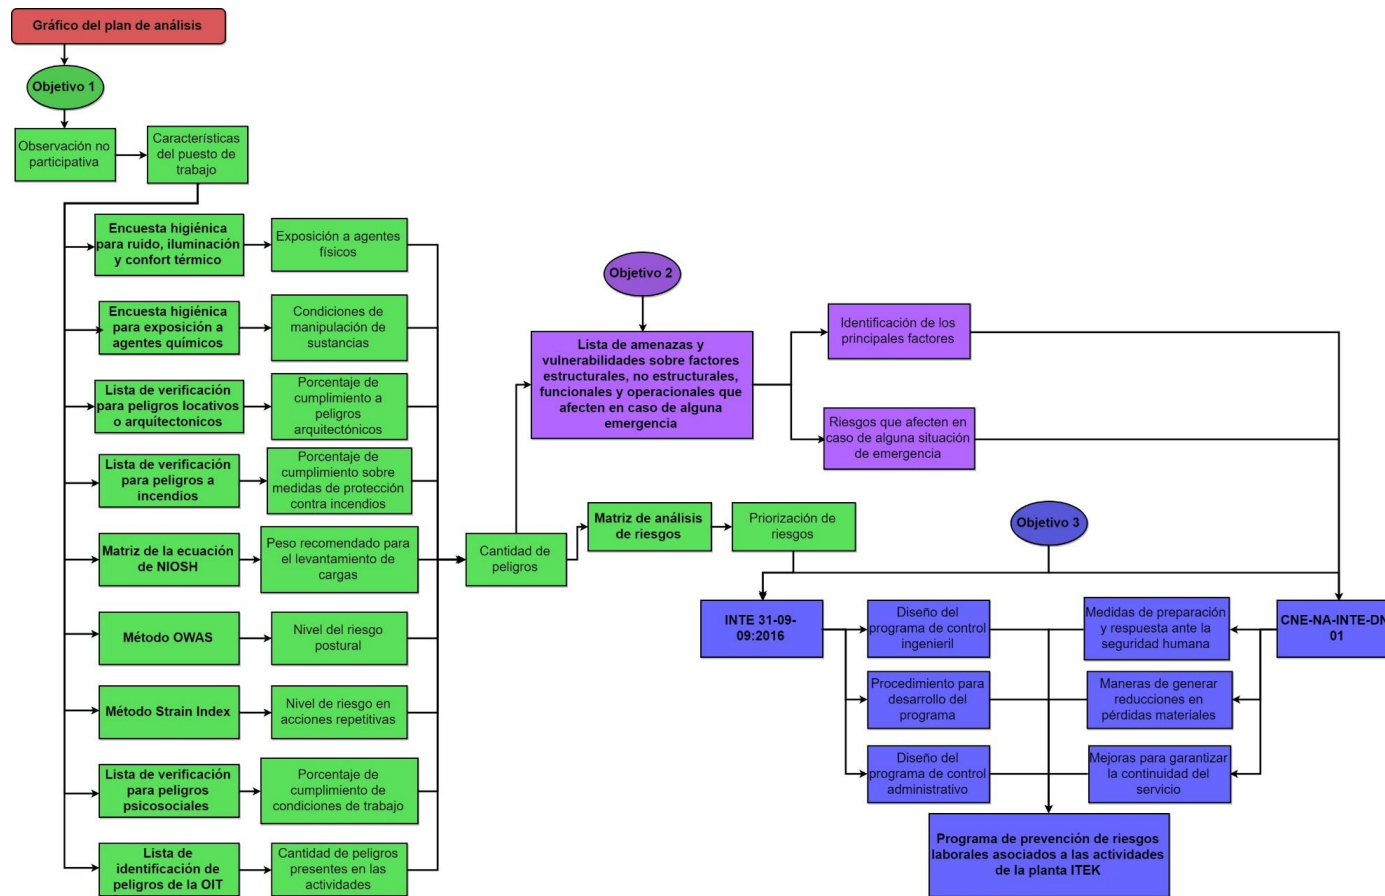 Gráfico del plan de análisis
Objetivo 1
Observación no
participativa
Características
del puesto de
trabajo
Encuesta higiénica
para ruido, iluminación
y confort térmico
Exposición a agentes
físicos
Encuesta higiénica
para exposición a
agentes químicos
Condiciones de
manipulación de
sustancias
Lista de verificación
para peligros locativos
o arquitectonicos
Porcentaje de
cumplimiento a
peligros
arquitectónicos
Lista de verificación
para peligros a
incendios
Porcentaje de
cumplimiento sobre
medidas de protección
contra incendios
Matriz de la ecuación
de NIOSH
Peso recomendado para
el levantamiento de
cargas
Método OWAS
Nivel del riesgo
postural
Método Strain Index
Nivel de riesgo en
acciones repetitivas
Lista de verificación
para peligros
psicosociales
Porcentaje de
cumplimiento de
condiciones de trabajo
Lista de
identificación de
peligros de la OIT
Cantidad de peligros
presentes en las
actividades
Cantidad de
peligros
Matriz de análisis
de riesgos
Priorización de
riesgos
Objetivo 2
Lista de amenazas y
vulnerabilidades sobre factores
estructurales, no estructurales,
funcionales y operacionales que
afecten en caso de alguna
emergencia
Identificación de los
principales factores
Riesgos que afecten en
caso de alguna situación
de emergencia
Objetivo 3
INTE 31-09-
09:2016
Diseño del
programa de control
ingenieril
Procedimiento para
desarrollo del
programa
Diseño del
programa de control
administrativo
Medidas de preparación
y respuesta ante la
seguridad humana
Maneras de generar
reducciones en
pérdidas materiales
Mejoras para garantizar
la continuidad del
servicio
CNE-NA-INTE-DN
01
Programa de prevención de riesgos
laborales asociados a las actividades
de la planta ITEK